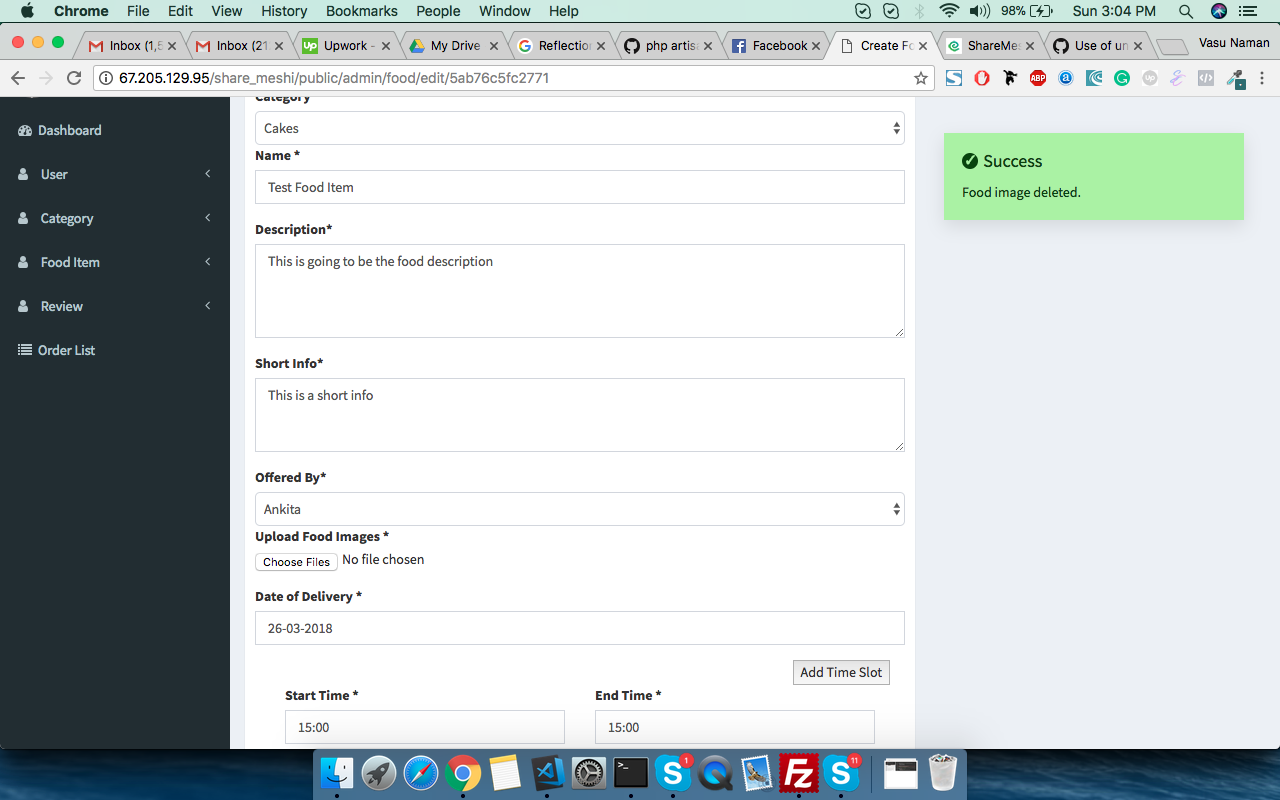 Chrome File Edit View History Bookmarks People Window Help 98% Sun 3:04 PM
Inbox (1,5 Inbox (21 Upwork - My Drive Reflection php artisa Facebook Create Fo ShareMes Use of un Vasu Naman
67.205.129.95/share_meshi/public/admin/food/edit/5ab76c5fc2771
Category
Dashboard
User
Category
Food Item
Review
Order List
Cakes
Name *
Test Food Item
Description*
This is going to be the food description
Short Info*
This is a short info
Offered By*
Ankita
Upload Food Images *
Choose Files No file chosen
Date of Delivery *
26-03-2018
Add Time Slot
Start Time * End Time *
15:00 15:00
Success
Food image deleted.
1 11